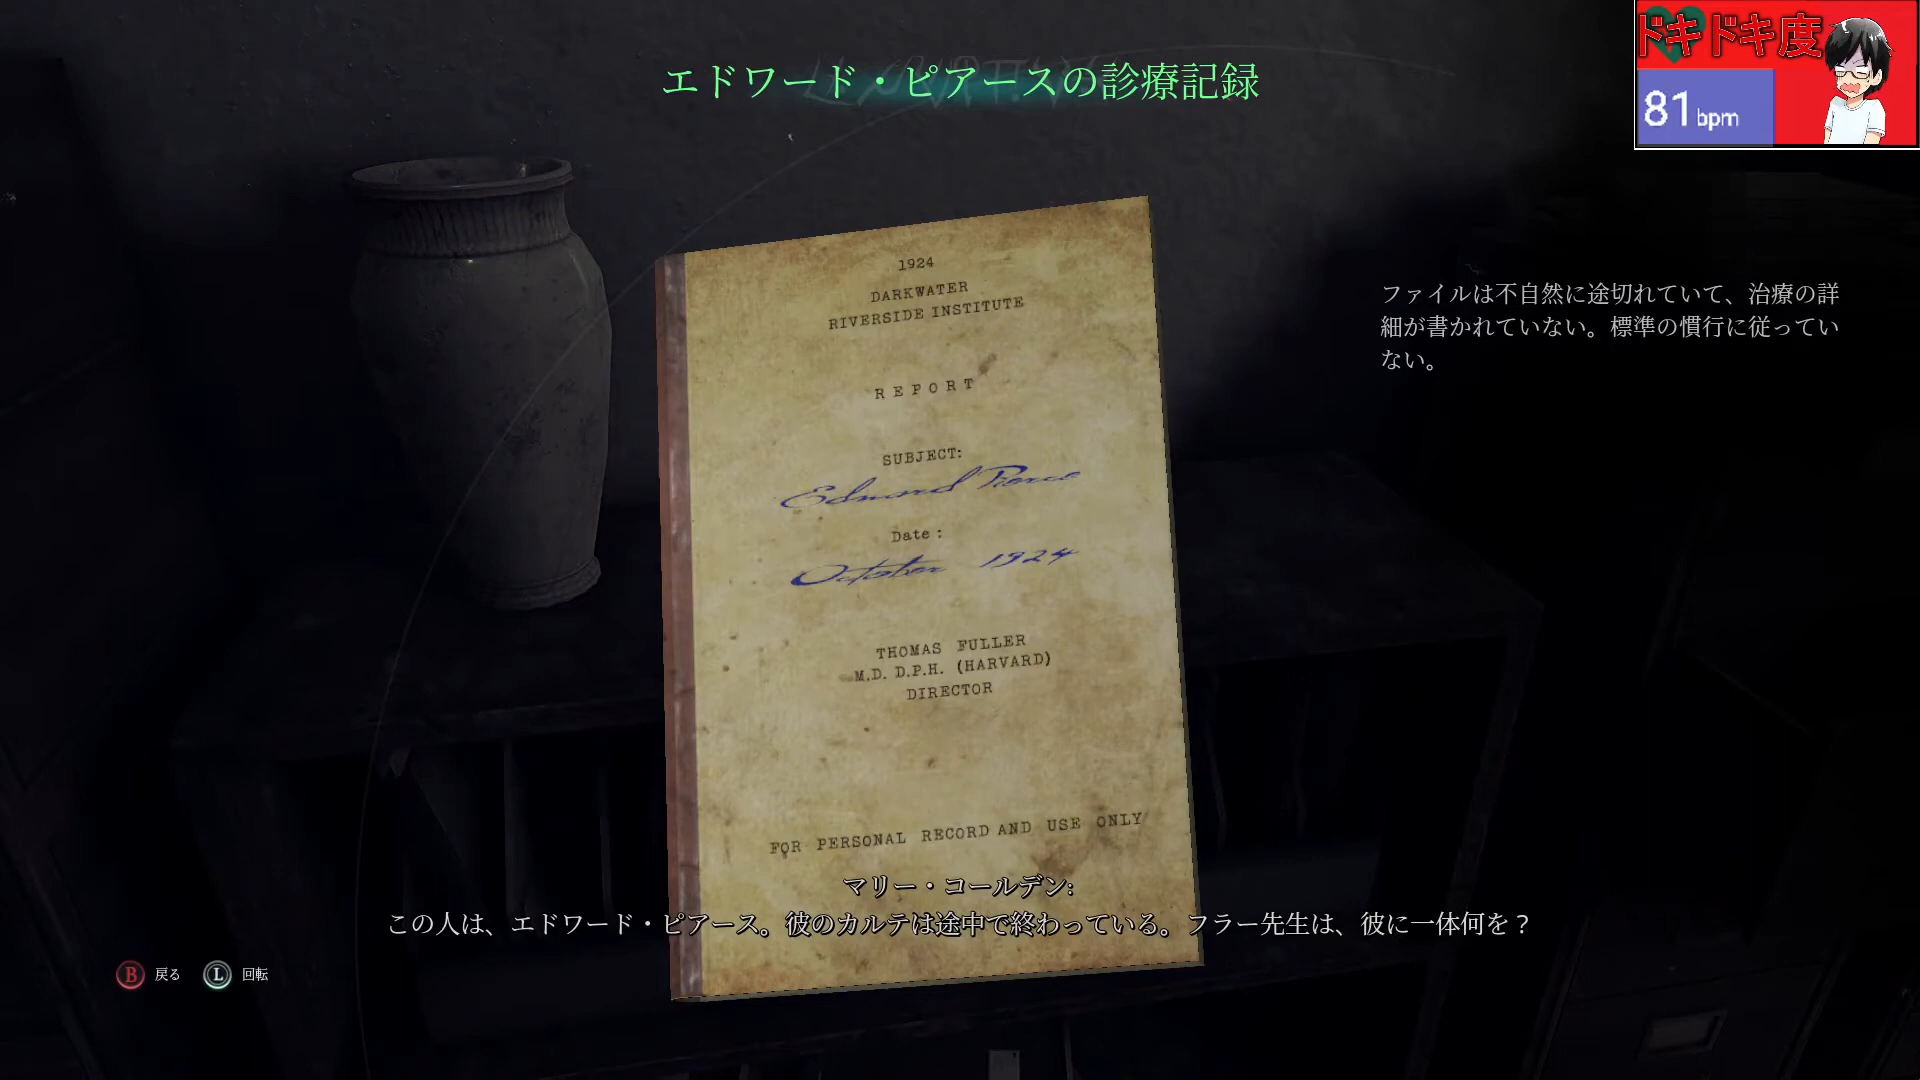 エドワード・ピアースの診療記録
ドキドキ度
81 bpm
1924
DARKWATER
RIVERSIDE INSTITUTE
REPORT
SUBJECT:
Edward Pierce
Date :
October 1924
THOMAS FULLER
M.D. D.P.H. (HARVARD)
DIRECTOR
FOR PERSONAL RECORD AND USE ONLY
ファイルは不自然に途切れていて、治療の詳
細が書かれていない。標準の慣行に従ってい
ない。
マリー・コールデン:
この人は、エドワード・ピアース。彼のカルテは途中で終わっている。フラー先生は、彼に一体何を？
B 戻る L 回転